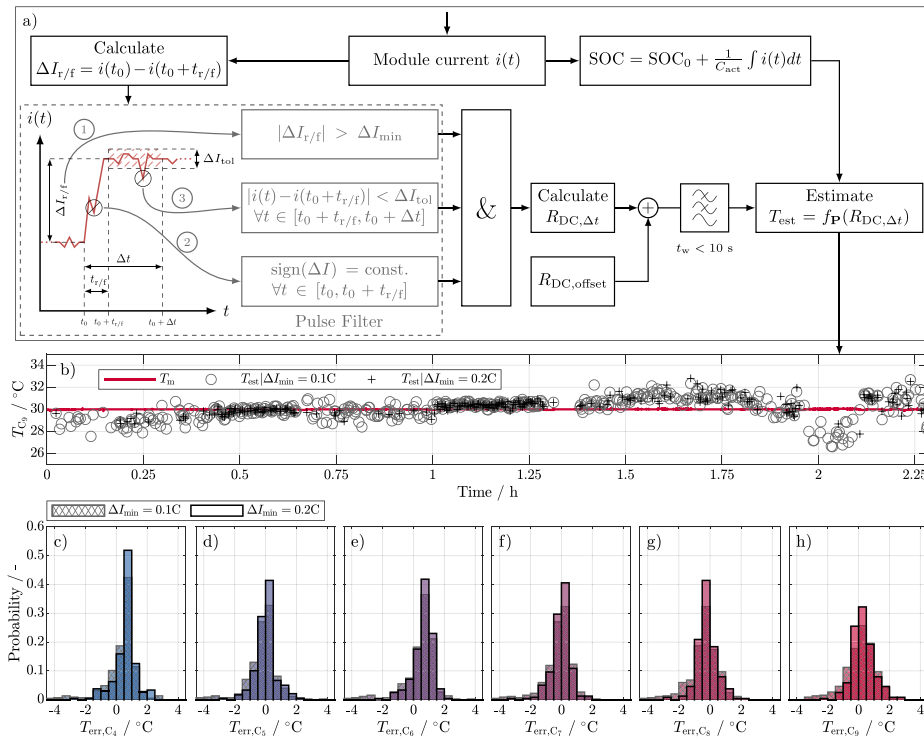 a)
Calculate
ΔI_r/f = i(t_0) − i(t_0+t_r/f)
Module current i(t)
SOC = SOC_0 + 1/C_act ∫ i(t)dt
i(t)
1
ΔI_tol
ΔI_r/f
3
2
Δt
t_r/f
t
t_0
t_0 + t_r/f
t_0 + Δt
|ΔI_r/f| > ΔI_min
|i(t)−i(t_0+t_r/f)| < ΔI_tol
∀t ∈ [t_0 + t_r/f, t_0 + Δt]
sign(ΔI) = const.
∀t ∈ [t_0, t_0 + t_r/f]
Pulse Filter
&
Calculate
R_DC,Δt
R_DC,offset
+
t_w < 10 s
Estimate
T_est = f_P(R_DC,Δt)
b)
T_m
T_est|ΔI_min = 0.1C
T_est|ΔI_min = 0.2C
T_C9 / °C
34
32
30
28
26
0 0.25 0.5 0.75 1 1.25 1.5 1.75 2 2.25
Time / h
ΔI_min = 0.1C
ΔI_min = 0.2C
Probability / -
0.6
0.5
0.4
0.3
0.2
0.1
0
c)
-4 -2 0 2 4
T_err,C4 / °C
d)
-4 -2 0 2 4
T_err,C5 / °C
e)
-4 -2 0 2 4
T_err,C6 / °C
f)
-4 -2 0 2 4
T_err,C7 / °C
g)
-4 -2 0 2 4
T_err,C8 / °C
h)
-4 -2 0 2 4
T_err,C9 / °C